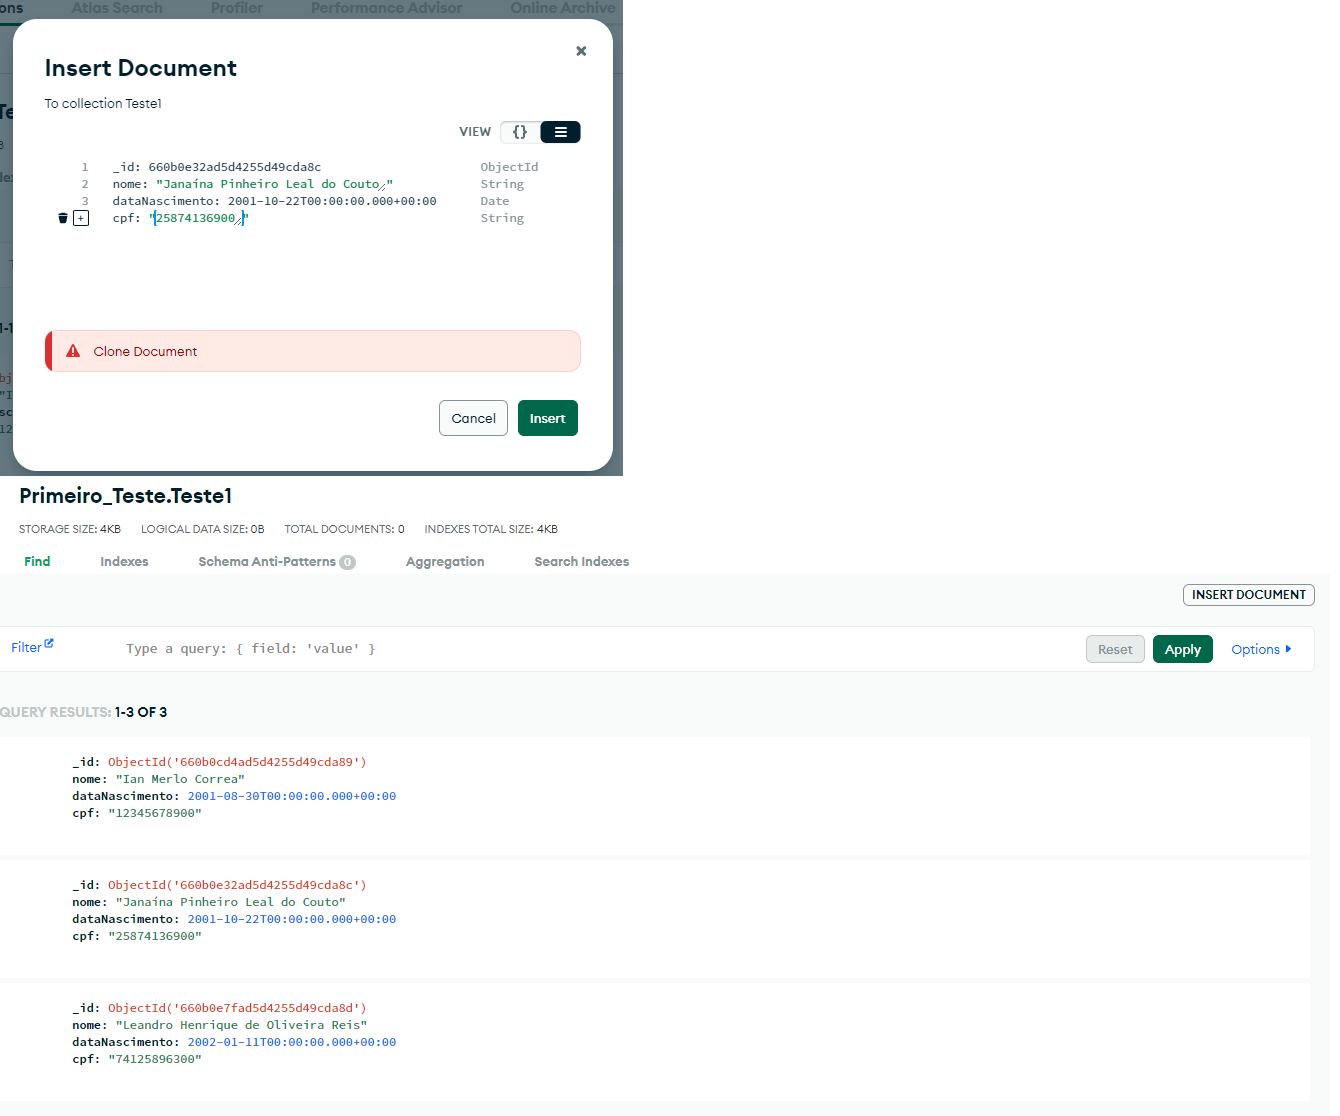 ons Atlas Search Profiler Performance Advisor Online Archive
Insert Document
To collection Teste1
VIEW {}
1 _id: 660b0e32ad5d4255d49cda8c ObjectId
2 nome: "Janaína Pinheiro Leal do Couto" String
3 dataNascimento: 2001-10-22T00:00:00.000+00:00 Date
cpf: "25874136900" String
Clone Document
Cancel Insert
Primeiro_Teste.Teste1
STORAGE SIZE: 4KB LOGICAL DATA SIZE: 0B TOTAL DOCUMENTS: 0 INDEXES TOTAL SIZE: 4KB
Find Indexes Schema Anti-Patterns 0 Aggregation Search Indexes
INSERT DOCUMENT
Filter Type a query: { field: 'value' } Reset Apply Options
QUERY RESULTS: 1-3 OF 3
_id: ObjectId('660b0cd4ad5d4255d49cda89')
nome: "Ian Merlo Correa"
dataNascimento: 2001-08-30T00:00:00.000+00:00
cpf: "12345678900"
_id: ObjectId('660b0e32ad5d4255d49cda8c')
nome: "Janaína Pinheiro Leal do Couto"
dataNascimento: 2001-10-22T00:00:00.000+00:00
cpf: "25874136900"
_id: ObjectId('660b0e7fad5d4255d49cda8d')
nome: "Leandro Henrique de Oliveira Reis"
dataNascimento: 2002-01-11T00:00:00.000+00:00
cpf: "74125896300"